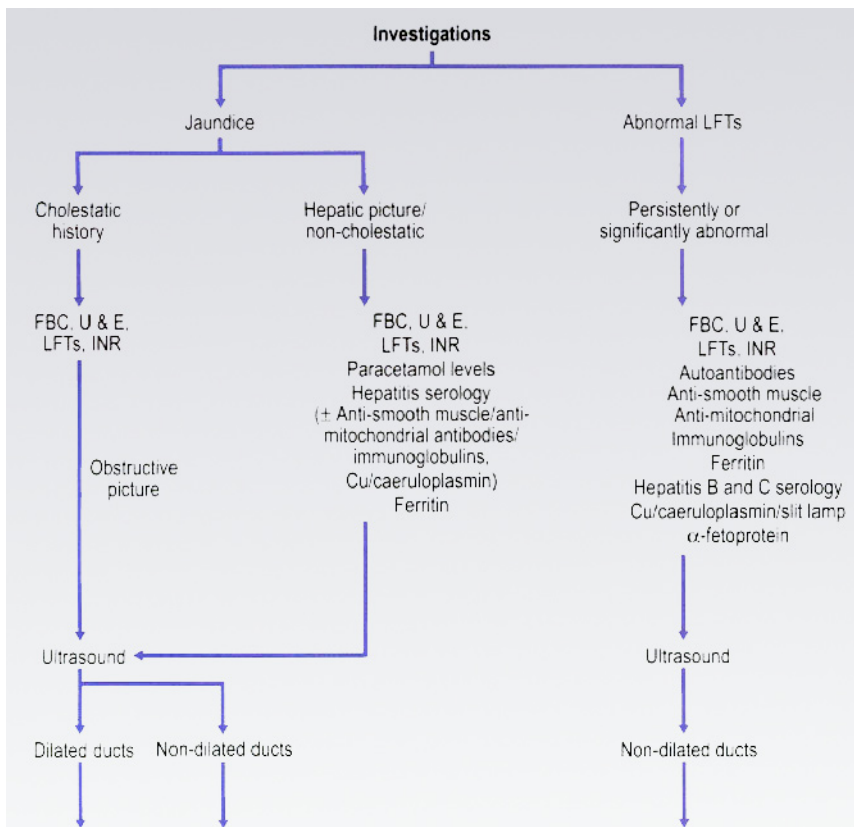 Investigations
Jaundice
Abnormal LFTs
Cholestatic
history
Hepatic picture/
non-cholestatic
Persistently or
significantly abnormal
FBC, U & E,
LFTs, INR
FBC, U & E,
LFTs, INR
Paracetamol levels
Hepatitis serology
(± Anti-smooth muscle/anti-
mitochondrial antibodies/
immunoglobulins,
Cu/caeruloplasmin)
Ferritin
FBC, U & E,
LFTs, INR
Autoantibodies
Anti-smooth muscle
Anti-mitochondrial
Immunoglobulins
Ferritin
Hepatitis B and C serology
Cu/caeruloplasmin/slit lamp
α-fetoprotein
Obstructive
picture
Ultrasound
Ultrasound
Dilated ducts
Non-dilated ducts
Non-dilated ducts